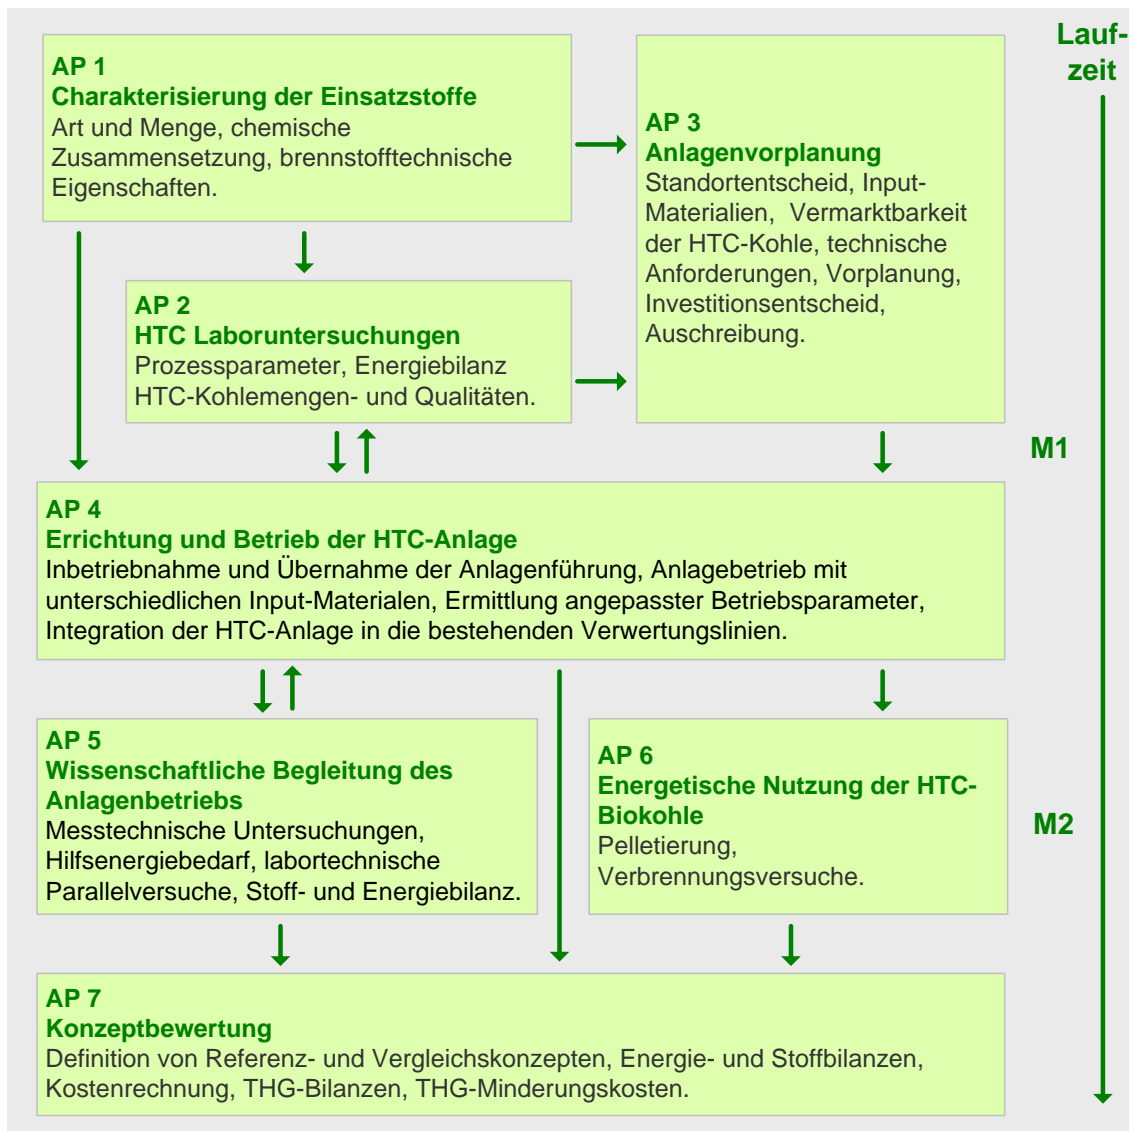 Lauf-
zeit
AP 1
Charakterisierung der Einsatzstoffe
Art und Menge, chemische
Zusammensetzung, brennstofftechnische
Eigenschaften.
AP 3
Anlagenvorplanung
Standortentscheid, Input-
Materialien, Vermarktbarkeit
der HTC-Kohle, technische
Anforderungen, Vorplanung,
Investitionsentscheid,
Auschreibung.
AP 2
HTC Laboruntersuchungen
Prozessparameter, Energiebilanz
HTC-Kohlemengen- und Qualitäten.
M1
AP 4
Errichtung und Betrieb der HTC-Anlage
Inbetriebnahme und Übernahme der Anlagenführung, Anlagebetrieb mit
unterschiedlichen Input-Materialen, Ermittlung angepasster Betriebsparameter,
Integration der HTC-Anlage in die bestehenden Verwertungslinien.
AP 5
Wissenschaftliche Begleitung des
Anlagenbetriebs
Messtechnische Untersuchungen,
Hilfsenergiebedarf, labortechnische
Parallelversuche, Stoff- und Energiebilanz.
AP 6
Energetische Nutzung der HTC-
Biokohle
Pelletierung,
Verbrennungsversuche.
M2
AP 7
Konzeptbewertung
Definition von Referenz- und Vergleichskonzepten, Energie- und Stoffbilanzen,
Kostenrechnung, THG-Bilanzen, THG-Minderungskosten.